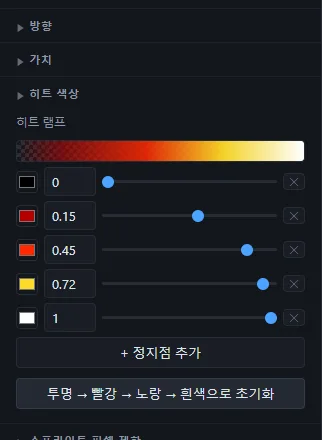 방향
가치
히트 색상
히트 램프
0
0.15
0.45
0.72
1
+ 정지점 추가
투명 → 빨강 → 노랑 → 흰색으로 초기화